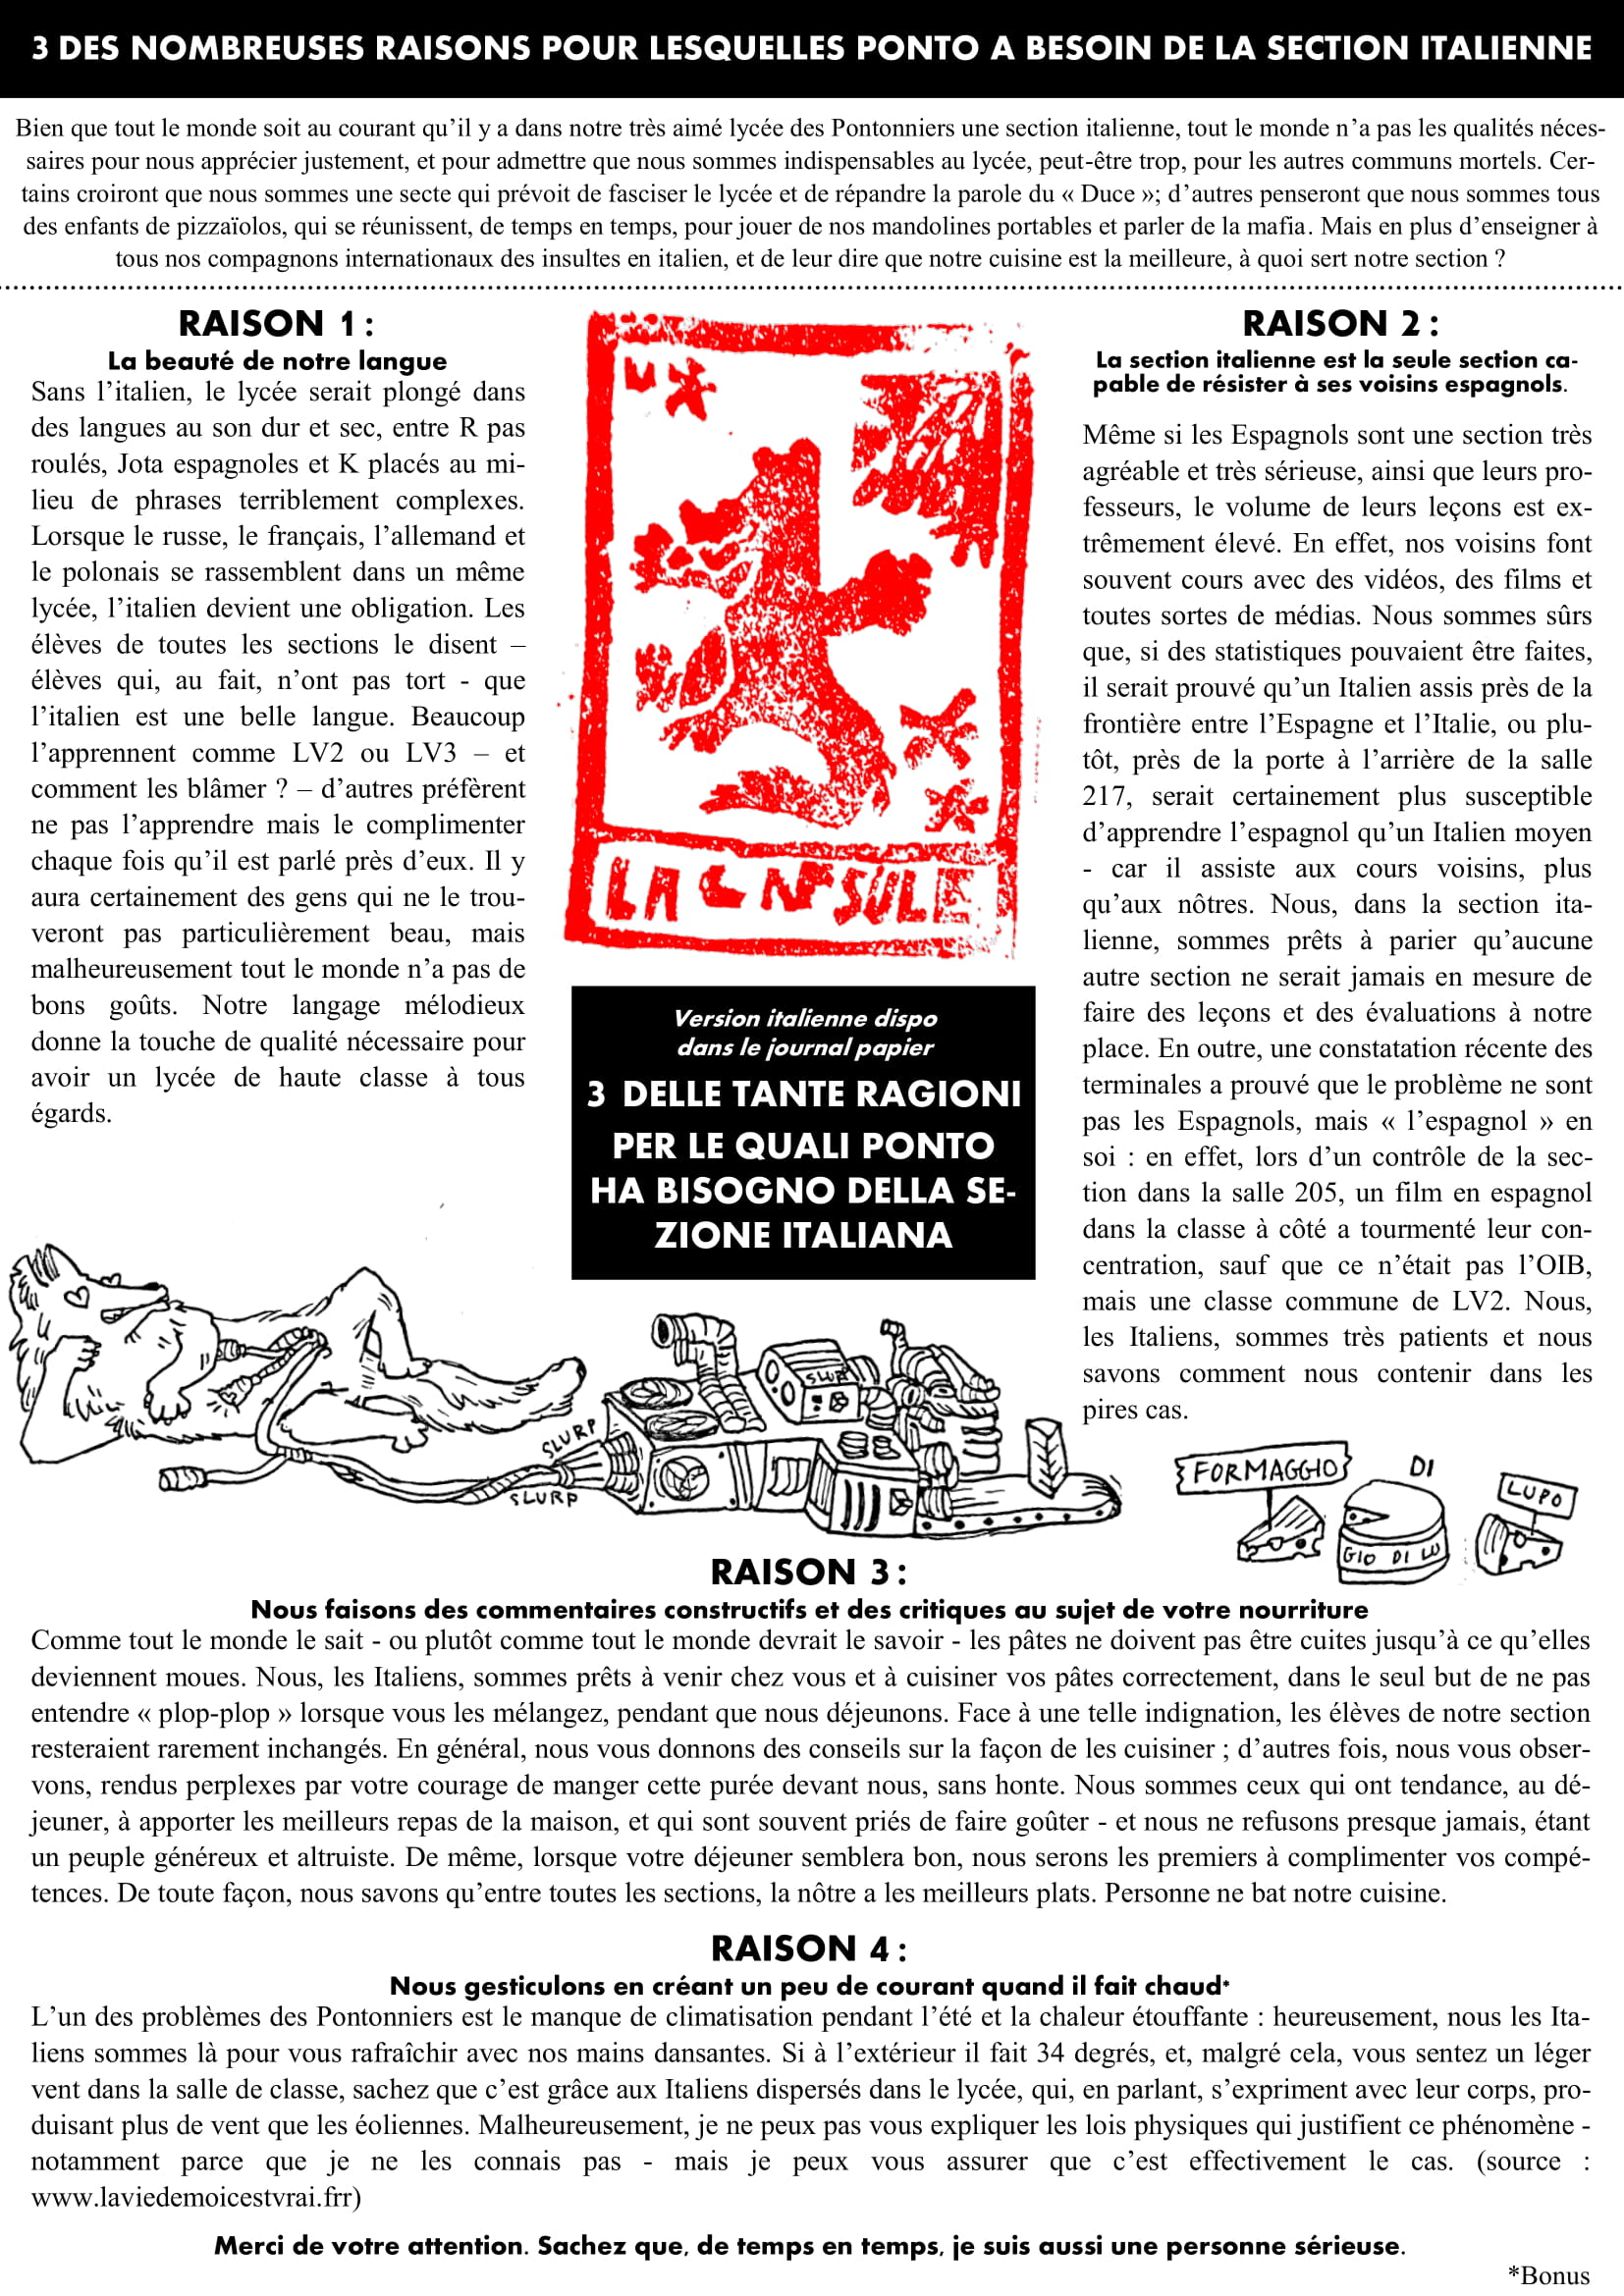 3 DES NOMBREUSES RAISONS POUR LESQUELLES PONTO A BESOIN DE LA SECTION ITALIENNE
Bien que tout le monde soit au courant qu’il y a dans notre très aimé lycée des Pontonniers une section italienne, tout le monde n’a pas les qualités néces-
saires pour nous apprécier justement, et pour admettre que nous sommes indispensables au lycée, peut-être trop, pour les autres communs mortels. Cer-
tains croiront que nous sommes une secte qui prévoit de fasciser le lycée et de répandre la parole du « Duce »; d’autres penseront que nous sommes tous
des enfants de pizzaïolos, qui se réunissent, de temps en temps, pour jouer de nos mandolines portables et parler de la mafia. Mais en plus d’enseigner à
tous nos compagnons internationaux des insultes en italien, et de leur dire que notre cuisine est la meilleure, à quoi sert notre section ?
RAISON 1 :
La beauté de notre langue
Sans l’italien, le lycée serait plongé dans
des langues au son dur et sec, entre R pas
roulés, Jota espagnoles et K placés au mi-
lieu de phrases terriblement complexes.
Lorsque le russe, le français, l’allemand et
le polonais se rassemblent dans un même
lycée, l’italien devient une obligation. Les
élèves de toutes les sections le disent –
élèves qui, au fait, n’ont pas tort - que
l’italien est une belle langue. Beaucoup
l’apprennent comme LV2 ou LV3 – et
comment les blâmer ? – d’autres préfèrent
ne pas l’apprendre mais le complimenter
chaque fois qu’il est parlé près d’eux. Il y
aura certainement des gens qui ne le trou-
veront pas particulièrement beau, mais
malheureusement tout le monde n’a pas de
bons goûts. Notre langage mélodieux
donne la touche de qualité nécessaire pour
avoir un lycée de haute classe à tous
égards.
Version italienne dispo
dans le journal papier
3 DELLE TANTE RAGIONI
PER LE QUALI PONTO
HA BISOGNO DELLA SE-
ZIONE ITALIANA
RAISON 2 :
La section italienne est la seule section ca-
pable de résister à ses voisins espagnols.
Même si les Espagnols sont une section très
agréable et très sérieuse, ainsi que leurs pro-
fesseurs, le volume de leurs leçons est ex-
trêmement élevé. En effet, nos voisins font
souvent cours avec des vidéos, des films et
toutes sortes de médias. Nous sommes sûrs
que, si des statistiques pouvaient être faites,
il serait prouvé qu’un Italien assis près de la
frontière entre l’Espagne et l’Italie, ou plu-
tôt, près de la porte à l’arrière de la salle
217, serait certainement plus susceptible
d’apprendre l’espagnol qu’un Italien moyen
- car il assiste aux cours voisins, plus
qu’aux nôtres. Nous, dans la section ita-
lienne, sommes prêts à parier qu’aucune
autre section ne serait jamais en mesure de
faire des leçons et des évaluations à notre
place. En outre, une constatation récente des
terminales a prouvé que le problème ne sont
pas les Espagnols, mais « l’espagnol » en
soi : en effet, lors d’un contrôle de la sec-
tion dans la salle 205, un film en espagnol
dans la classe à côté a tourmenté leur con-
centration, sauf que ce n’était pas l’OIB,
mais une classe commune de LV2. Nous,
les Italiens, sommes très patients et nous
savons comment nous contenir dans les
pires cas.
SLURP
SLURP
SLURP
FORMAGGIO
DI
LUPO
GIO DI LU
RAISON 3 :
Nous faisons des commentaires constructifs et des critiques au sujet de votre nourriture
Comme tout le monde le sait - ou plutôt comme tout le monde devrait le savoir - les pâtes ne doivent pas être cuites jusqu’à ce qu’elles
deviennent moues. Nous, les Italiens, sommes prêts à venir chez vous et à cuisiner vos pâtes correctement, dans le seul but de ne pas
entendre « plop-plop » lorsque vous les mélangez, pendant que nous déjeunons. Face à une telle indignation, les élèves de notre section
resteraient rarement inchangés. En général, nous vous donnons des conseils sur la façon de les cuisiner ; d’autres fois, nous vous obser-
vons, rendus perplexes par votre courage de manger cette purée devant nous, sans honte. Nous sommes ceux qui ont tendance, au dé-
jeuner, à apporter les meilleurs repas de la maison, et qui sont souvent priés de faire goûter - et nous ne refusons presque jamais, étant
un peuple généreux et altruiste. De même, lorsque votre déjeuner semblera bon, nous serons les premiers à complimenter vos compé-
tences. De toute façon, nous savons qu’entre toutes les sections, la nôtre a les meilleurs plats. Personne ne bat notre cuisine.
RAISON 4 :
Nous gesticulons en créant un peu de courant quand il fait chaud*
L’un des problèmes des Pontonniers est le manque de climatisation pendant l’été et la chaleur étouffante : heureusement, nous les Ita-
liens sommes là pour vous rafraîchir avec nos mains dansantes. Si à l’extérieur il fait 34 degrés, et, malgré cela, vous sentez un léger
vent dans la salle de classe, sachez que c’est grâce aux Italiens dispersés dans le lycée, qui, en parlant, s’expriment avec leur corps, pro-
duisant plus de vent que les éoliennes. Malheureusement, je ne peux pas vous expliquer les lois physiques qui justifient ce phénomène -
notamment parce que je ne les connais pas - mais je peux vous assurer que c’est effectivement le cas. (source :
www.laviedemoicestvrai.frr)
Merci de votre attention. Sachez que, de temps en temps, je suis aussi une personne sérieuse.
*Bonus